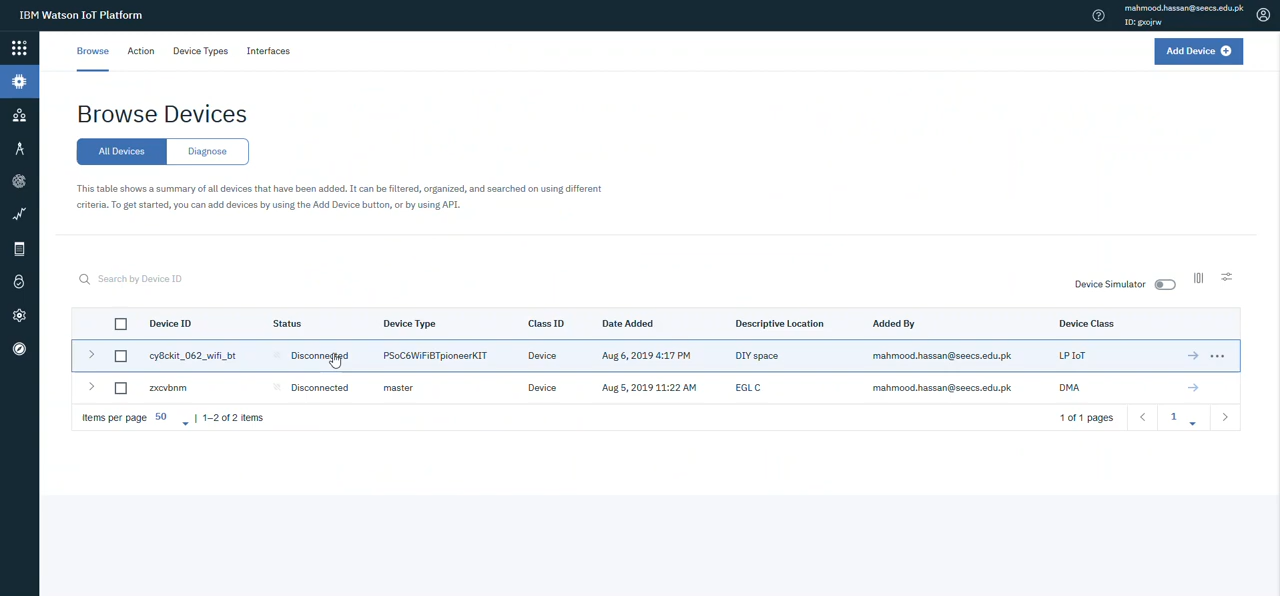 IBM Watson IoT Platform
mahmood.hassan@seecs.edu.pk
ID: gxojrw
Browse Action Device Types Interfaces
Add Device
Browse Devices
All Devices Diagnose
This table shows a summary of all devices that have been added. It can be filtered, organized, and searched on using different
criteria. To get started, you can add devices by using the Add Device button, or by using API.
Search by Device ID
Device Simulator
Device ID Status Device Type Class ID Date Added Descriptive Location Added By Device Class
cy8ckit_062_wifi_bt Disconnected PSoC6WiFiBTpioneerKIT Device Aug 6, 2019 4:17 PM DIY space mahmood.hassan@seecs.edu.pk LP IoT
zxcvbnm Disconnected master Device Aug 5, 2019 11:22 AM EGL C mahmood.hassan@seecs.edu.pk DMA
Items per page 50 | 1–2 of 2 items 1 of 1 pages 1